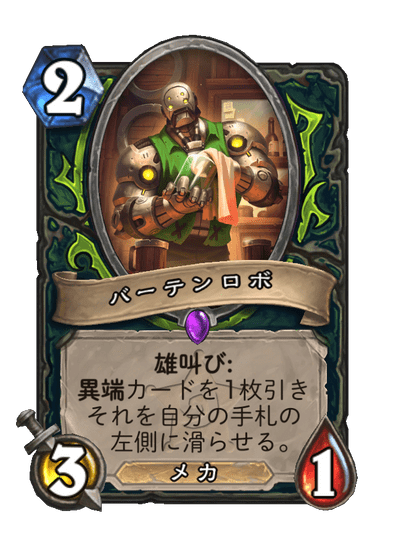 2
バーテンロボ
雄叫び:
異端カードを1枚引き
それを自分の手札の
左側に滑らせる。
3
メカ
1